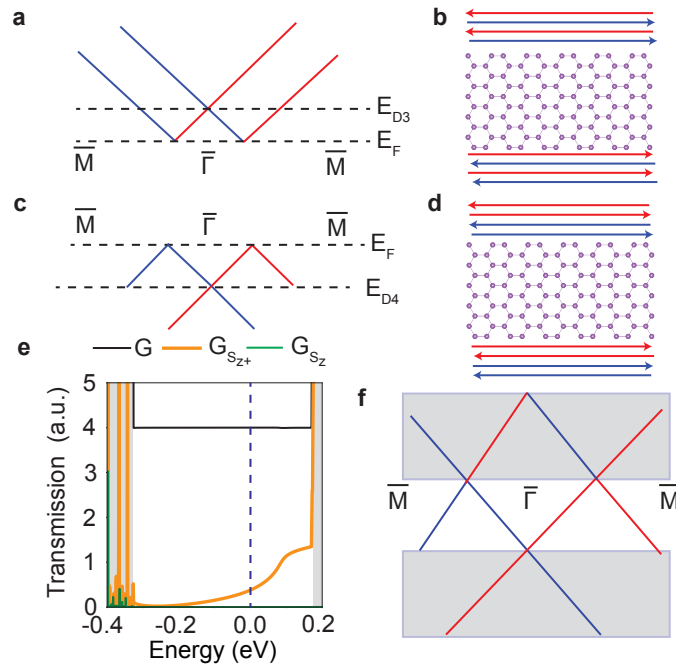 a
b
E_D3
E_F
M̅ Γ̅ M̅
c
d
M̅ Γ̅ M̅
E_F
E_D4
e
G G_Sz+ G_Sz
f
Transmission (a.u.)
5
4
3
2
1
0
-0.4 -0.2 0.0 0.2
Energy (eV)
M̅ Γ̅ M̅